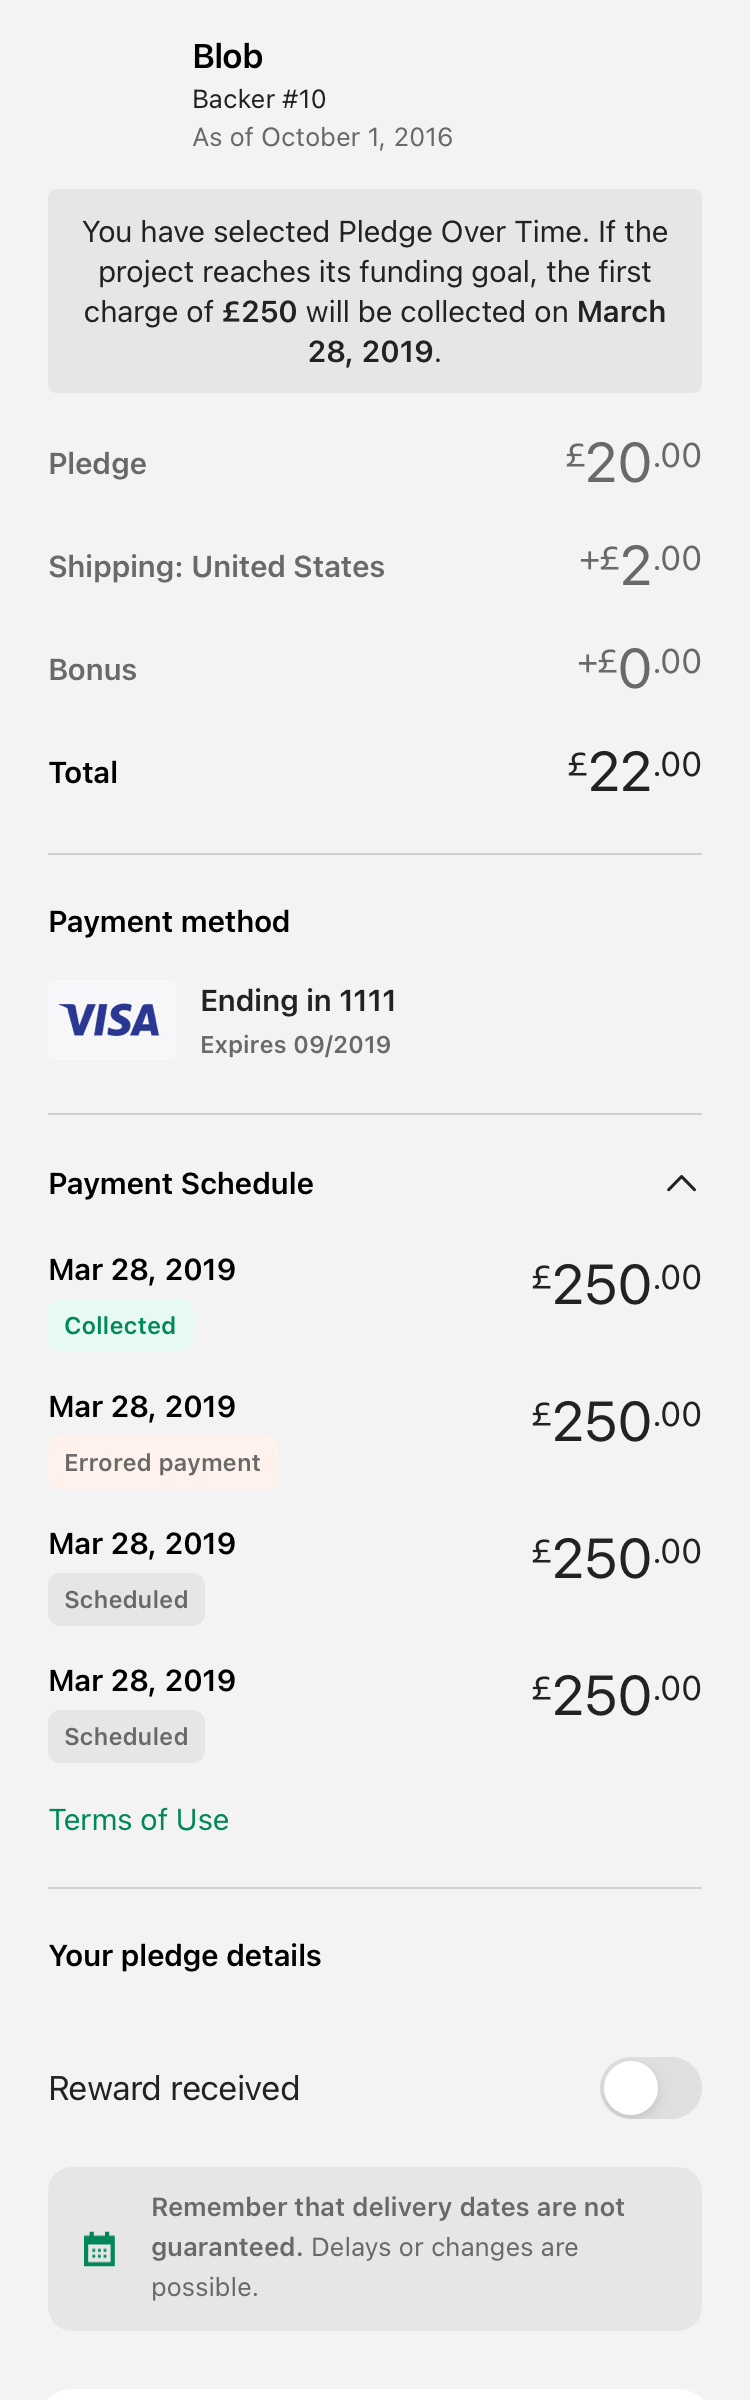 Blob
Backer #10
As of October 1, 2016
You have selected Pledge Over Time. If the
project reaches its funding goal, the first
charge of £250 will be collected on March
28, 2019.
Pledge £20.00
Shipping: United States +£2.00
Bonus +£0.00
Total £22.00
Payment method
VISA Ending in 1111
Expires 09/2019
Payment Schedule
Mar 28, 2019 £250.00
Collected
Mar 28, 2019 £250.00
Errored payment
Mar 28, 2019 £250.00
Scheduled
Mar 28, 2019 £250.00
Scheduled
Terms of Use
Your pledge details
Reward received
Remember that delivery dates are not
guaranteed. Delays or changes are
possible.